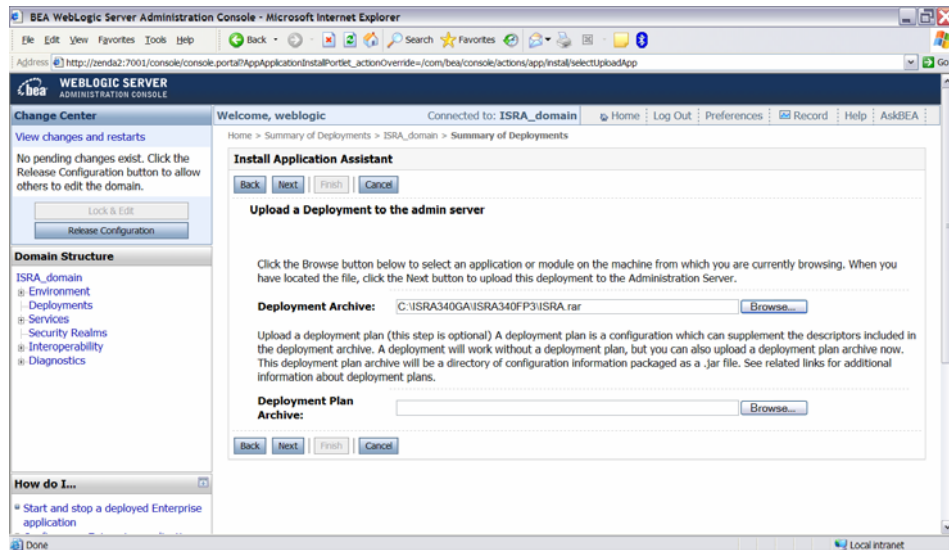 BEA WebLogic Server Administration Console - Microsoft Internet Explorer
File Edit View Favorites Tools Help
Back Search Favorites
Address http://zenda2:7001/console/console.portal?AppApplicationInstallPortlet_actionOverride=/com/bea/console/actions/app/install/selectUploadApp Go
bea WEBLOGIC SERVER
ADMINISTRATION CONSOLE
Change Center
View changes and restarts
No pending changes exist. Click the
Release Configuration button to allow
others to edit the domain.
Lock & Edit
Release Configuration
Domain Structure
ISRA_domain
Environment
Deployments
Services
Security Realms
Interoperability
Diagnostics
How do I...
Start and stop a deployed Enterprise
application
Welcome, weblogic Connected to: ISRA_domain Home Log Out Preferences Record Help AskBEA
Home > Summary of Deployments > ISRA_domain > Summary of Deployments
Install Application Assistant
Back Next Finish Cancel
Upload a Deployment to the admin server
Click the Browse button below to select an application or module on the machine from which you are currently browsing. When you
have located the file, click the Next button to upload this deployment to the Administration Server.
Deployment Archive: C:\ISRA340GA\ISRA340FP3\ISRA.rar Browse...
Upload a deployment plan (this step is optional) A deployment plan is a configuration which can supplement the descriptors included in
the deployment archive. A deployment will work without a deployment plan, but you can also upload a deployment plan archive now.
This deployment plan archive will be a directory of configuration information packaged as a .jar file. See related links for additional
information about deployment plans.
Deployment Plan
Archive: Browse...
Back Next Finish Cancel
Done Local intranet